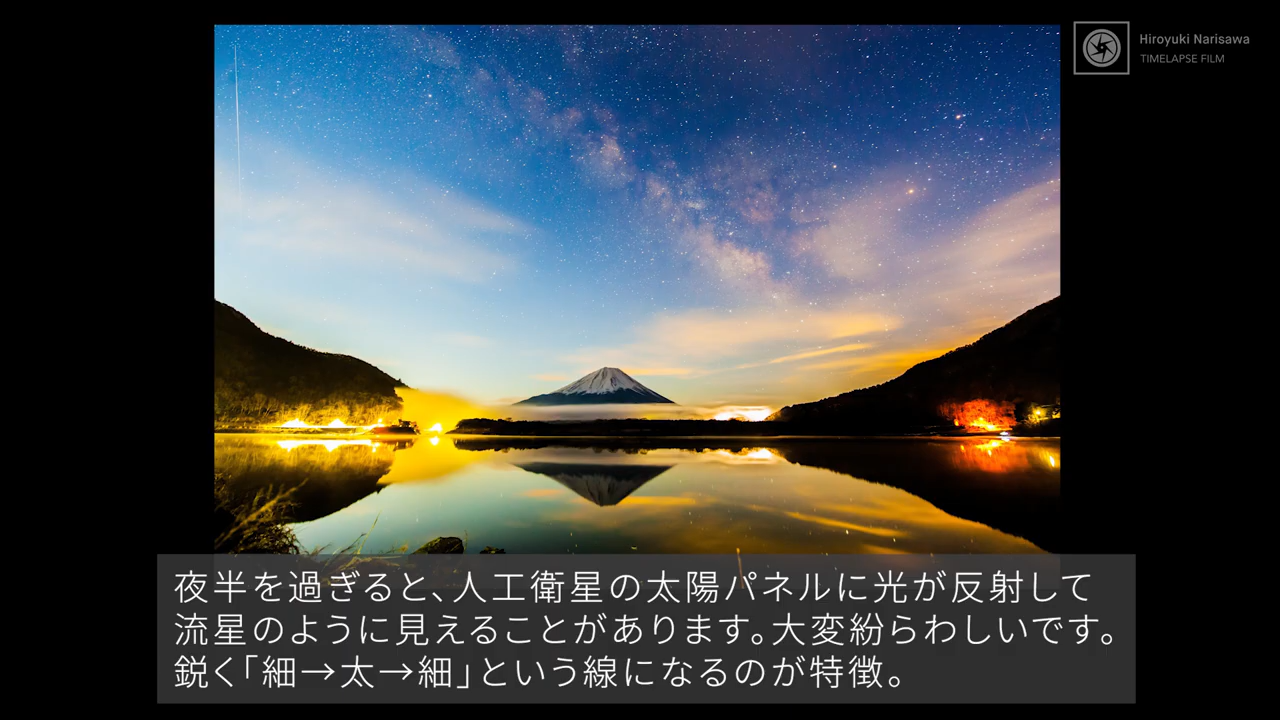 Hiroyuki Narisawa
TIMELAPSE FILM
夜半を過ぎると、人工衛星の太陽パネルに光が反射して
流星のように見えることがあります。大変紛らわしいです。
鋭く「細→太→細」という線になるのが特徴。